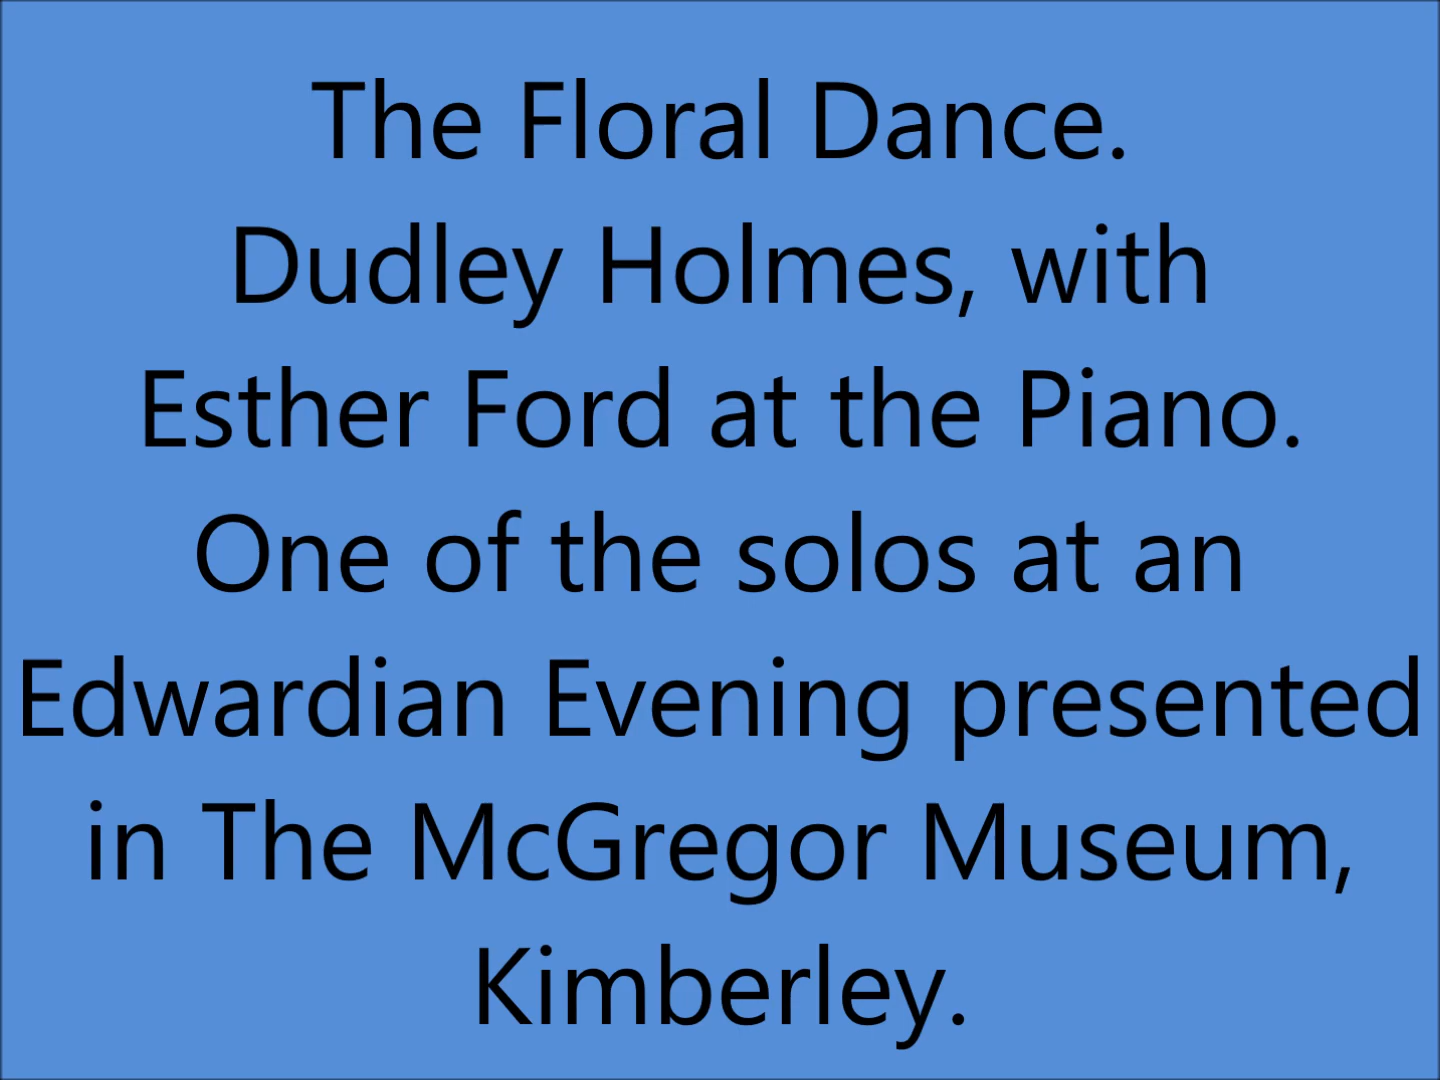 The Floral Dance.
Dudley Holmes, with
Esther Ford at the Piano.
One of the solos at an
Edwardian Evening presented
in The McGregor Museum,
Kimberley.